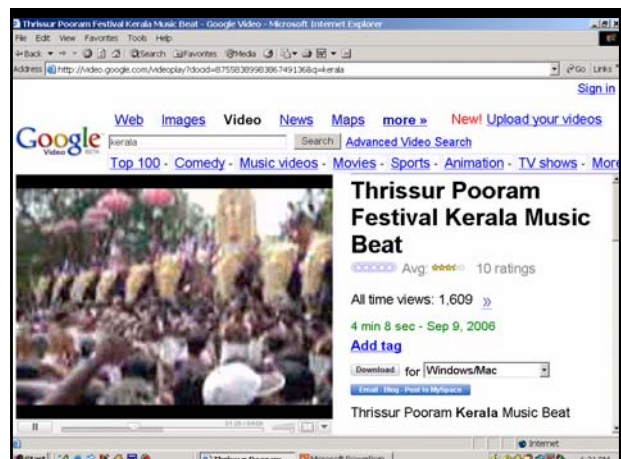 Thrissur Pooram Festival Kerala Music Beat - Google Video - Microsoft Internet Explorer
File Edit View Favorites Tools Help
Back Search Favorites Media
Address http://video.google.com/videoplay?docid=8755838998386749136&q=kerala Go Links
Sign in
Web Images Video News Maps more » New! Upload your videos
Google Video BETA
kerala Search Advanced Video Search
Top 100 - Comedy - Music videos - Movies - Sports - Animation - TV shows - More
Thrissur Pooram
Festival Kerala Music
Beat
Avg: 10 ratings
All time views: 1,609 »
4 min 8 sec - Sep 9, 2006
Add tag
Download for Windows/Mac
Email - Blog - Post to MySpace
Thrissur Pooram Kerala Music Beat
Internet
Start Thrissur Pooram Microsoft PowerPoint